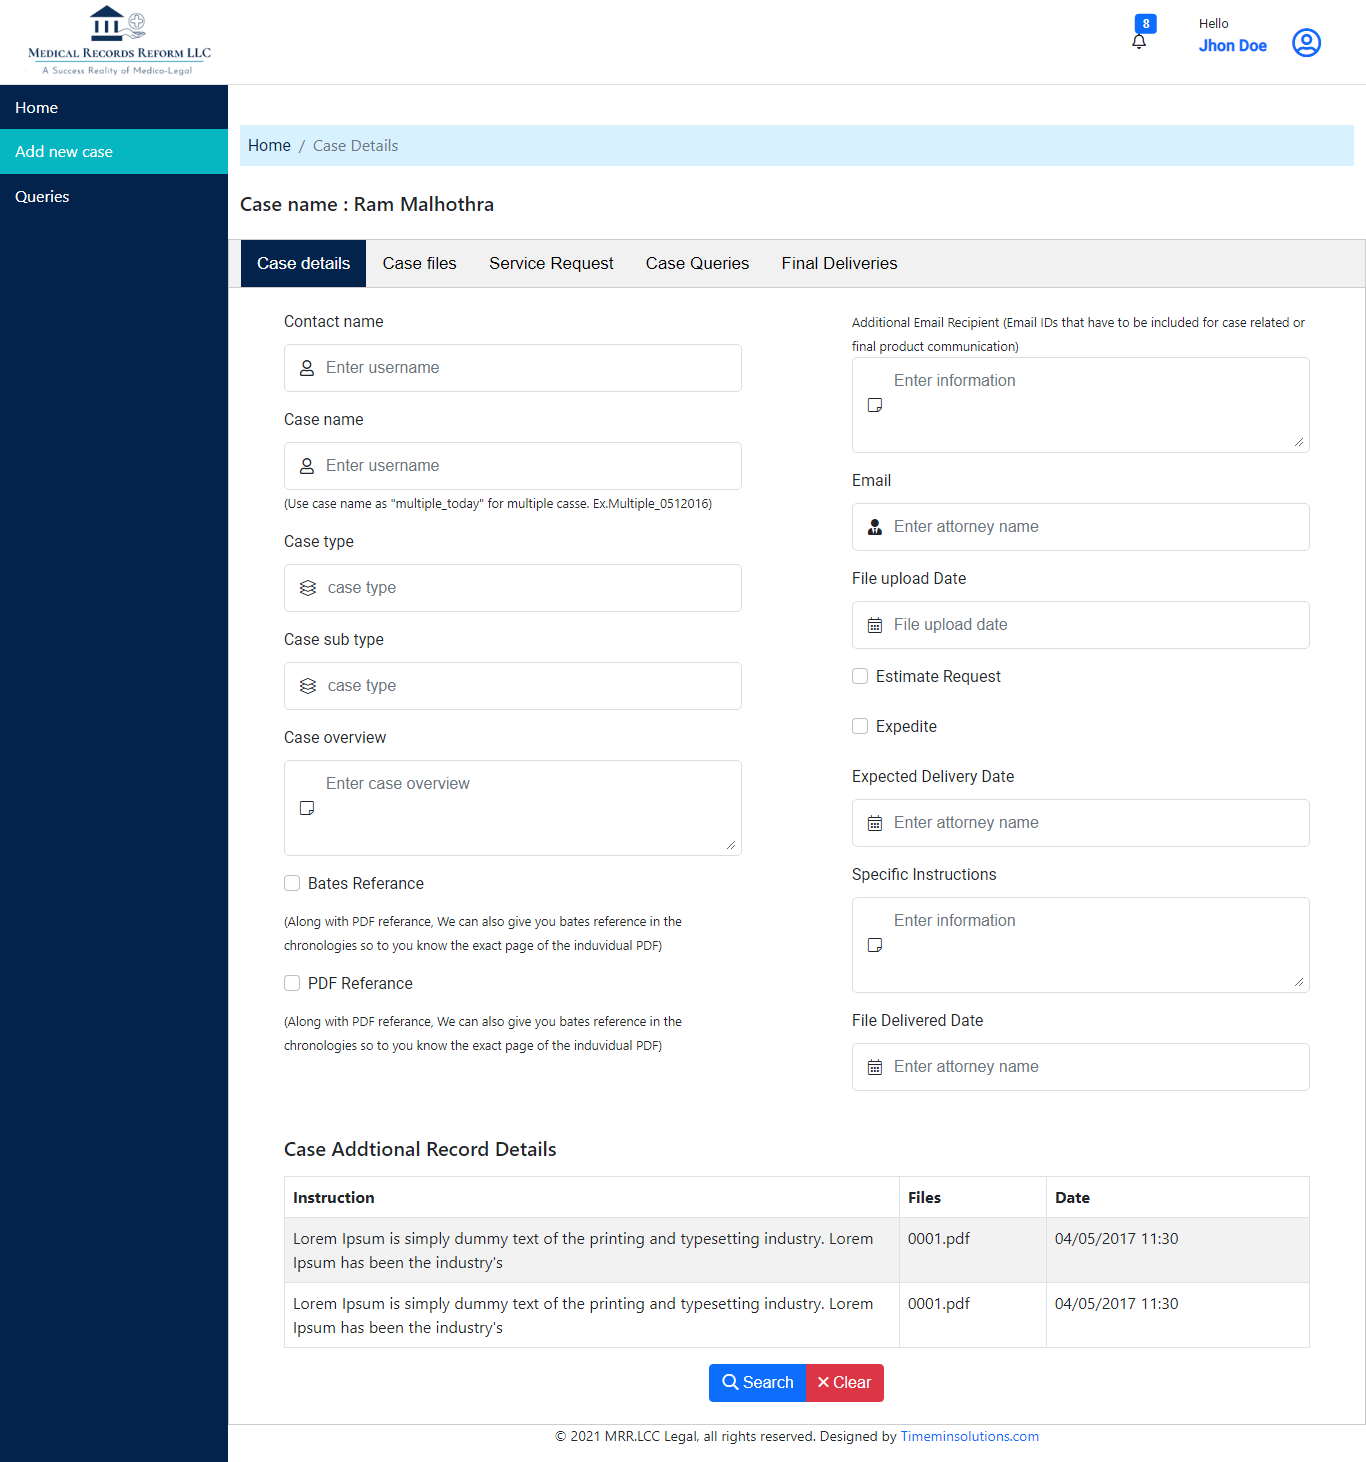 MEDICAL RECORDS REFORM LLC
A Success Reality of Medico-Legal
8
Hello
Jhon Doe
Home
Add new case
Queries
Home / Case Details
Case name : Ram Malhothra
Case details Case files Service Request Case Queries Final Deliveries
Contact name
Enter username
Case name
Enter username
(Use case name as "multiple_today" for multiple casse. Ex.Multiple_0512016)
Case type
case type
Case sub type
case type
Case overview
Enter case overview
Bates Referance
(Along with PDF referance, We can also give you bates reference in the
chronologies so to you know the exact page of the induvidual PDF)
PDF Referance
(Along with PDF referance, We can also give you bates reference in the
chronologies so to you know the exact page of the induvidual PDF)
Additional Email Recipient (Email IDs that have to be included for case related or
final product communication)
Enter information
Email
Enter attorney name
File upload Date
File upload date
Estimate Request
Expedite
Expected Delivery Date
Enter attorney name
Specific Instructions
Enter information
File Delivered Date
Enter attorney name
Case Addtional Record Details
Instruction Files Date
Lorem Ipsum is simply dummy text of the printing and typesetting industry. Lorem 0001.pdf 04/05/2017 11:30
Ipsum has been the industry's
Lorem Ipsum is simply dummy text of the printing and typesetting industry. Lorem 0001.pdf 04/05/2017 11:30
Ipsum has been the industry's
Search Clear
© 2021 MRR.LCC Legal, all rights reserved. Designed by Timeminsolutions.com